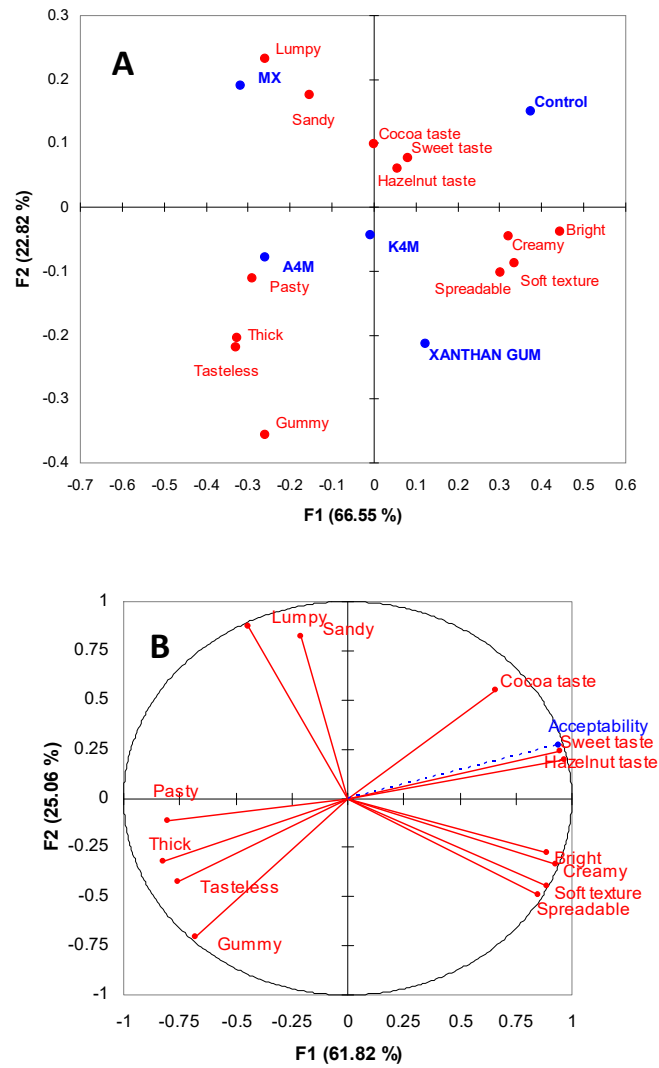 A
0.3
0.2
0.1
0
-0.1
-0.2
-0.3
-0.4
F2 (22.82 %)
Lumpy
MX
Sandy
Control
Cocoa taste
Sweet taste
Hazelnut taste
K4M
Bright
Creamy
A4M
Pasty
Soft texture
Spreadable
Thick
Tasteless
XANTHAN GUM
Gummy
-0.7 -0.6 -0.5 -0.4 -0.3 -0.2 -0.1 0 0.1 0.2 0.3 0.4 0.5 0.6
F1 (66.55 %)
B
1
0.75
0.5
0.25
0
-0.25
-0.5
-0.75
-1
F2 (25.06 %)
Lumpy
Sandy
Cocoa taste
Acceptability
Sweet taste
Hazelnut taste
Pasty
Thick
Tasteless
Gummy
Bright
Creamy
Soft texture
Spreadable
-1 -0.75 -0.5 -0.25 0 0.25 0.5 0.75 1
F1 (61.82 %)